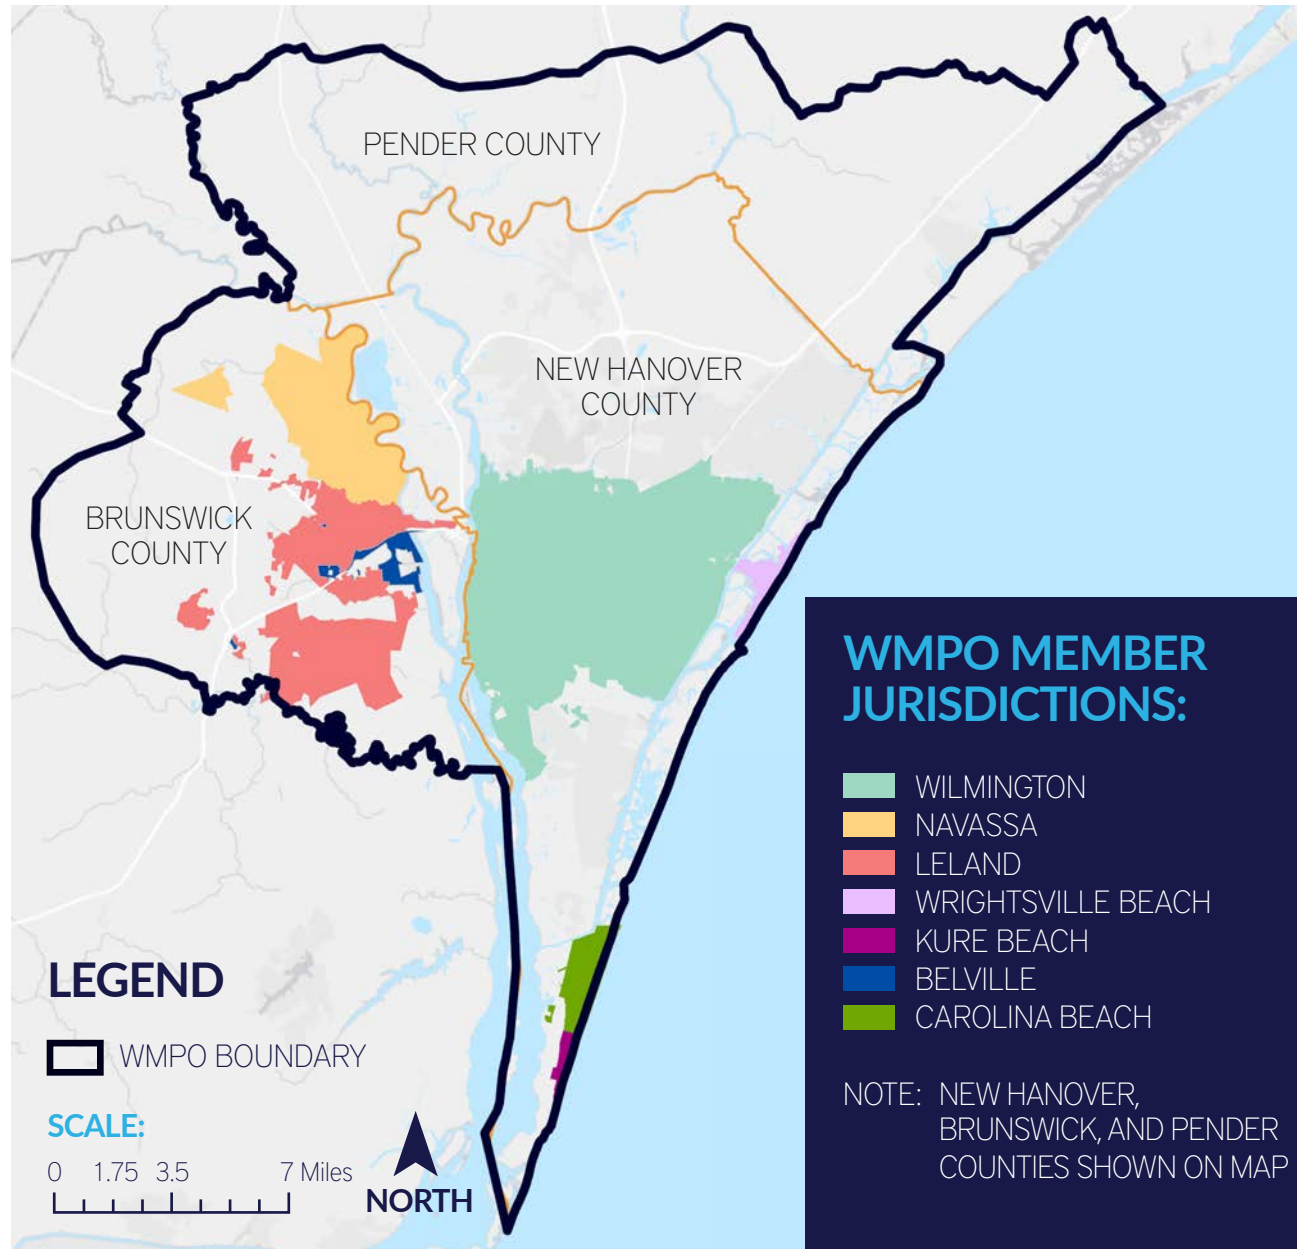 PENDER COUNTY
NEW HANOVER
COUNTY
BRUNSWICK
COUNTY
WMPO MEMBER
JURISDICTIONS:
WILMINGTON
NAVASSA
LELAND
WRIGHTSVILLE BEACH
KURE BEACH
BELVILLE
CAROLINA BEACH
NOTE: NEW HANOVER,
BRUNSWICK, AND PENDER
COUNTIES SHOWN ON MAP
LEGEND
WMPO BOUNDARY
SCALE:
0 1.75 3.5 7 Miles
NORTH